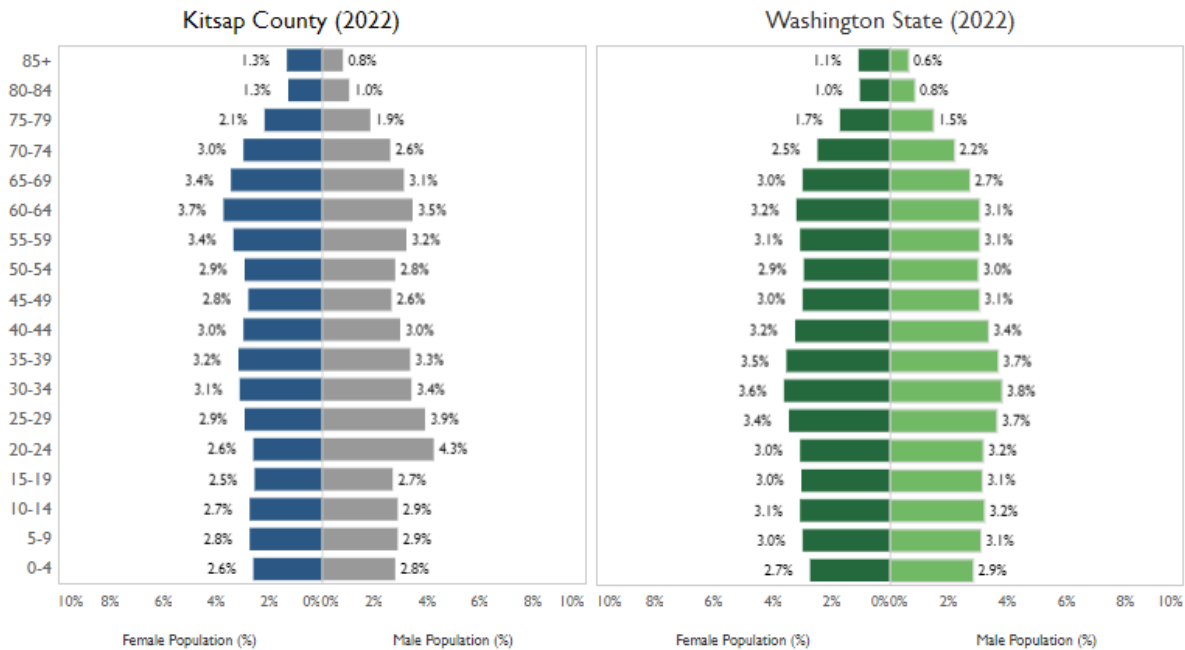 Kitsap County (2022) Washington State (2022)
85+ 1.3% 0.8% 1.1% 0.6%
80-84 1.3% 1.0% 1.0% 0.8%
75-79 2.1% 1.9% 1.7% 1.5%
70-74 3.0% 2.6% 2.5% 2.2%
65-69 3.4% 3.1% 3.0% 2.7%
60-64 3.7% 3.5% 3.2% 3.1%
55-59 3.4% 3.2% 3.1% 3.1%
50-54 2.9% 2.8% 2.9% 3.0%
45-49 2.8% 2.6% 3.0% 3.1%
40-44 3.0% 3.0% 3.2% 3.4%
35-39 3.2% 3.3% 3.5% 3.7%
30-34 3.1% 3.4% 3.6% 3.8%
25-29 2.9% 3.9% 3.4% 3.7%
20-24 2.6% 4.3% 3.0% 3.2%
15-19 2.5% 2.7% 3.0% 3.1%
10-14 2.7% 2.9% 3.1% 3.2%
5-9 2.8% 2.9% 3.0% 3.1%
0-4 2.6% 2.8% 2.7% 2.9%
10% 8% 6% 4% 2% 0%0% 2% 4% 6% 8% 10% 10% 8% 6% 4% 2% 0%0% 2% 4% 6% 8% 10%
Female Population (%) Male Population (%) Female Population (%) Male Population (%)